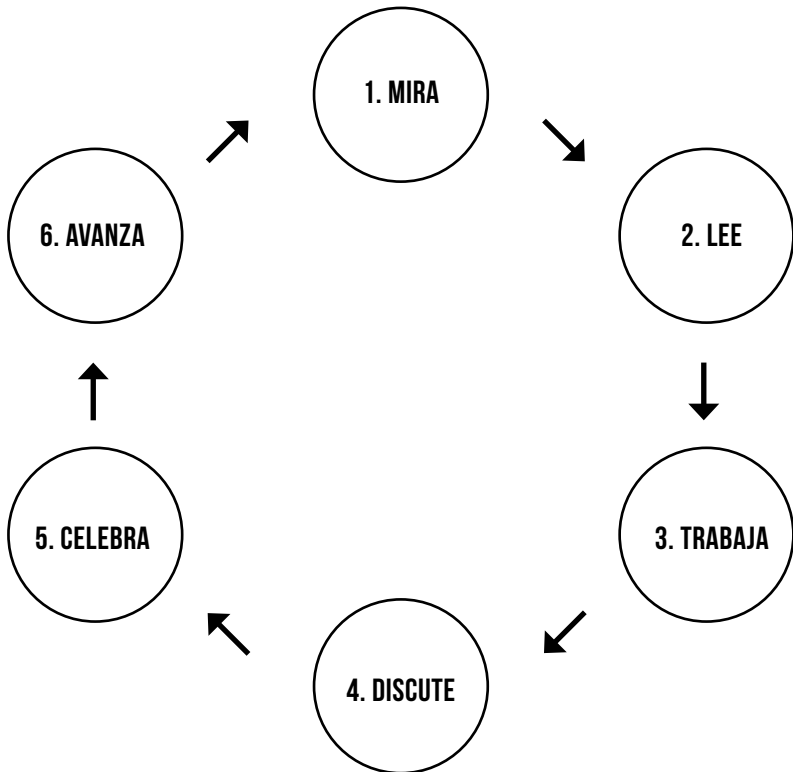 1. MIRA
2. LEE
3. TRABAJA
4. DISCUTE
5. CELEBRA
6. AVANZA